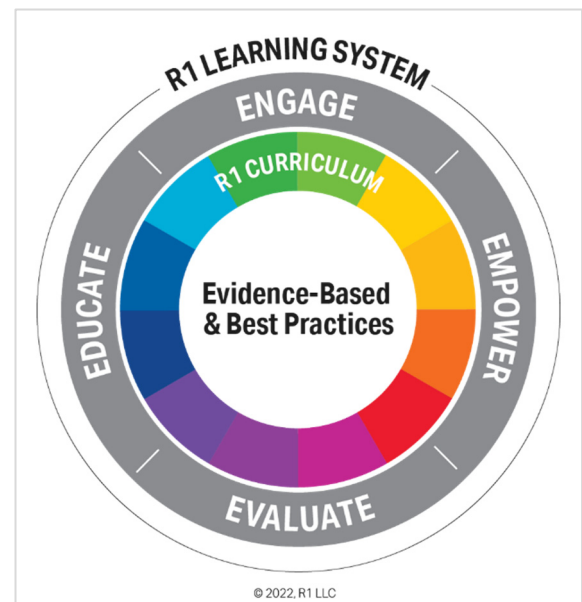 R1 LEARNING SYSTEM
ENGAGE
R1 CURRICULUM
EDUCATE
Evidence-Based
& Best Practices
EMPOWER
EVALUATE
© 2022, R1 LLC